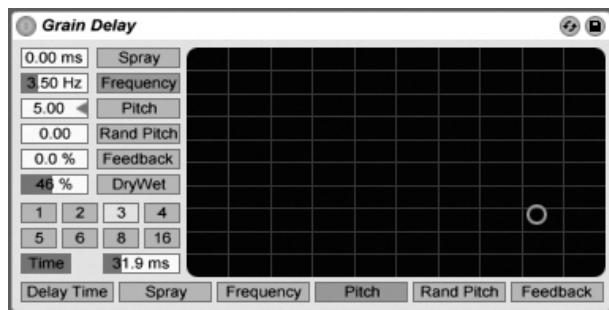 Grain Delay
0.00 ms Spray
3.50 Hz Frequency
5.00 Pitch
0.00 Rand Pitch
0.0 % Feedback
46 % DryWet
1 2 3 4
5 6 8 16
Time 31.9 ms
Delay Time Spray Frequency Pitch Rand Pitch Feedback